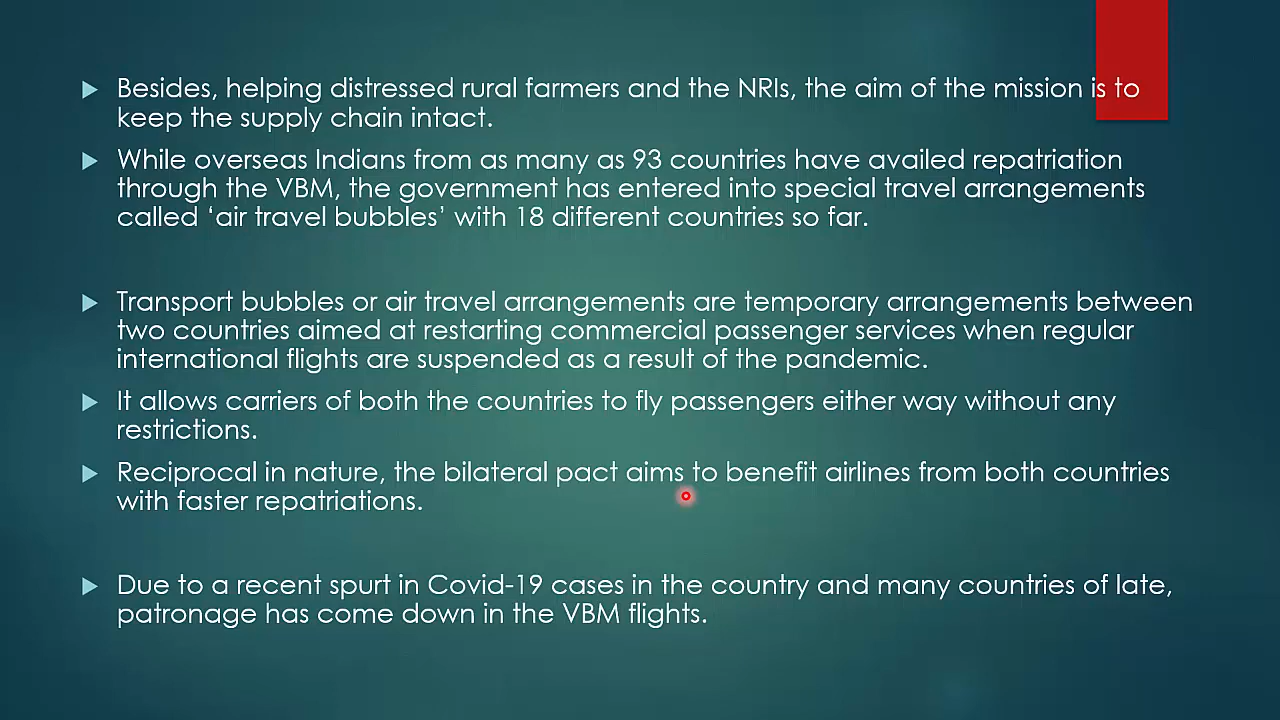 Besides, helping distressed rural farmers and the NRIs, the aim of the mission is to
keep the supply chain intact.
While overseas Indians from as many as 93 countries have availed repatriation
through the VBM, the government has entered into special travel arrangements
called ‘air travel bubbles’ with 18 different countries so far.
Transport bubbles or air travel arrangements are temporary arrangements between
two countries aimed at restarting commercial passenger services when regular
international flights are suspended as a result of the pandemic.
It allows carriers of both the countries to fly passengers either way without any
restrictions.
Reciprocal in nature, the bilateral pact aims to benefit airlines from both countries
with faster repatriations.
Due to a recent spurt in Covid-19 cases in the country and many countries of late,
patronage has come down in the VBM flights.